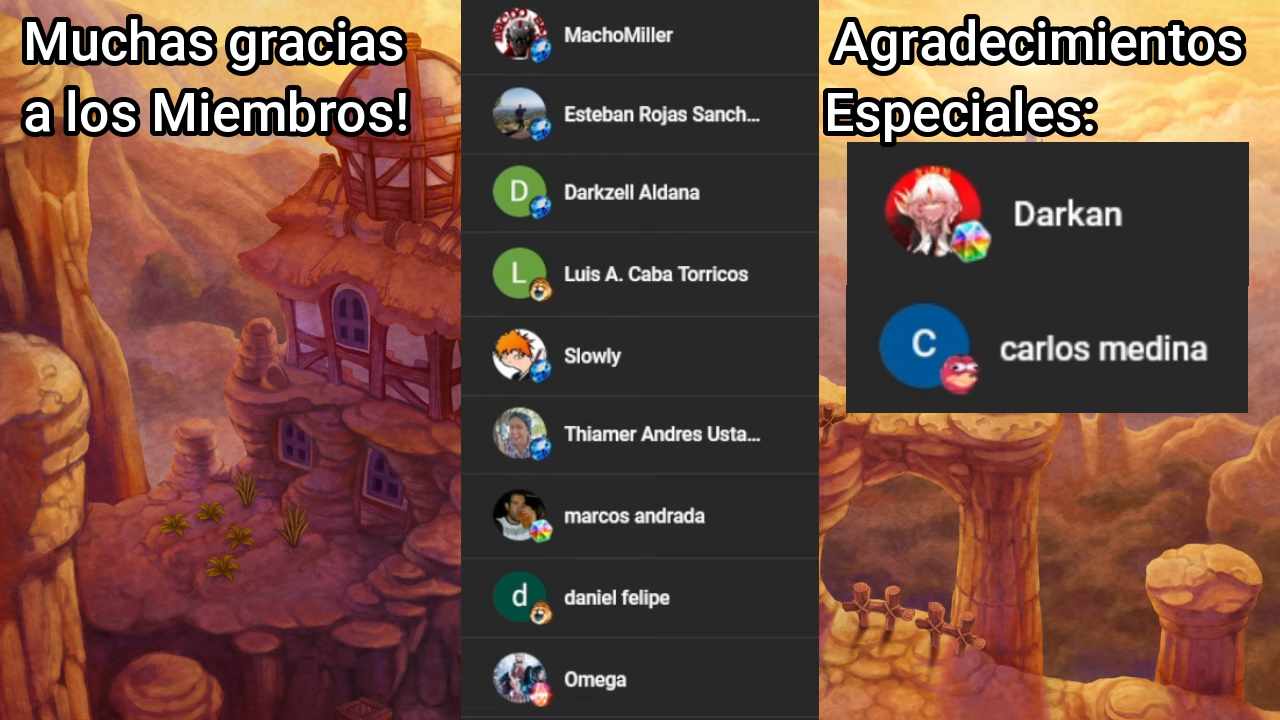 Muchas gracias
a los Miembros!
MachoMiller
Esteban Rojas Sanch...
D
Darkzell Aldana
L
Luis A. Caba Torricos
Slowly
Thiamer Andres Usta...
marcos andrada
d
daniel felipe
Omega
Agradecimientos
Especiales:
Darkan
C
carlos medina